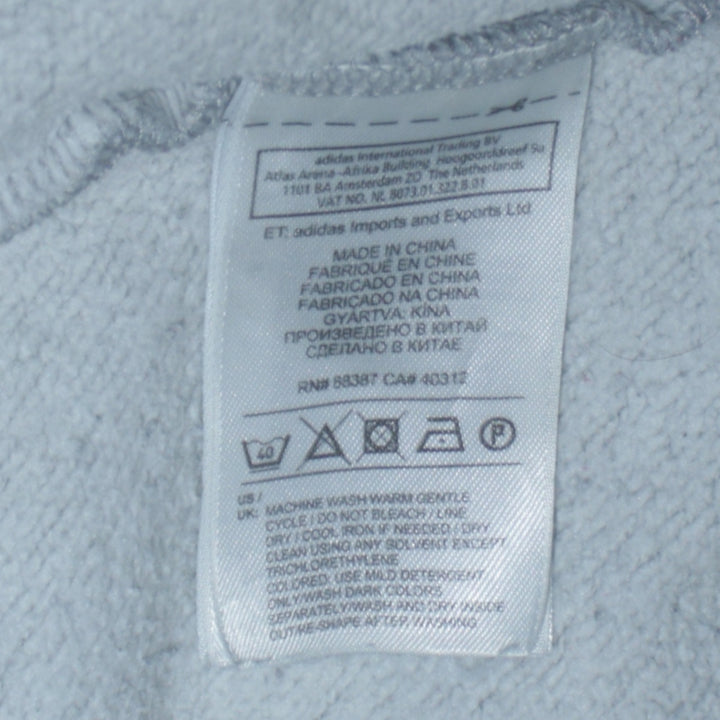 adidas International Trading BV
Atlas Arena -Afrika Building, Hoogoorddreef 9a
1101 BA Amsterdam ZO The Netherlands
VAT NO. NL 8073.01.322.B.01
ET: adidas Imports and Exports Ltd
MADE IN CHINA
FABRIQUÉ EN CHINE
FABRICADO EN CHINA
FABRICADO NA CHINA
GYÁRTVA: KÍNA
ПРОИЗВЕДЕНО В КИТАЙ
СДЕЛАНО В КИТАЕ
RN# 88387 CA# 40312
40 P
US /
UK: MACHINE WASH WARM GENTLE
CYCLE / DO NOT BLEACH / LINE
DRY / COOL IRON IF NEEDED / DRY
CLEAN USING ANY SOLVENT EXCEPT
TRICHLORETHYLENE
COLORED: USE MILD DETERGENT
ONLY/WASH DARK COLORS
SEPARATELY/WASH AND DRY INSIDE
OUT/RE-SHAPE AFTER WASHING